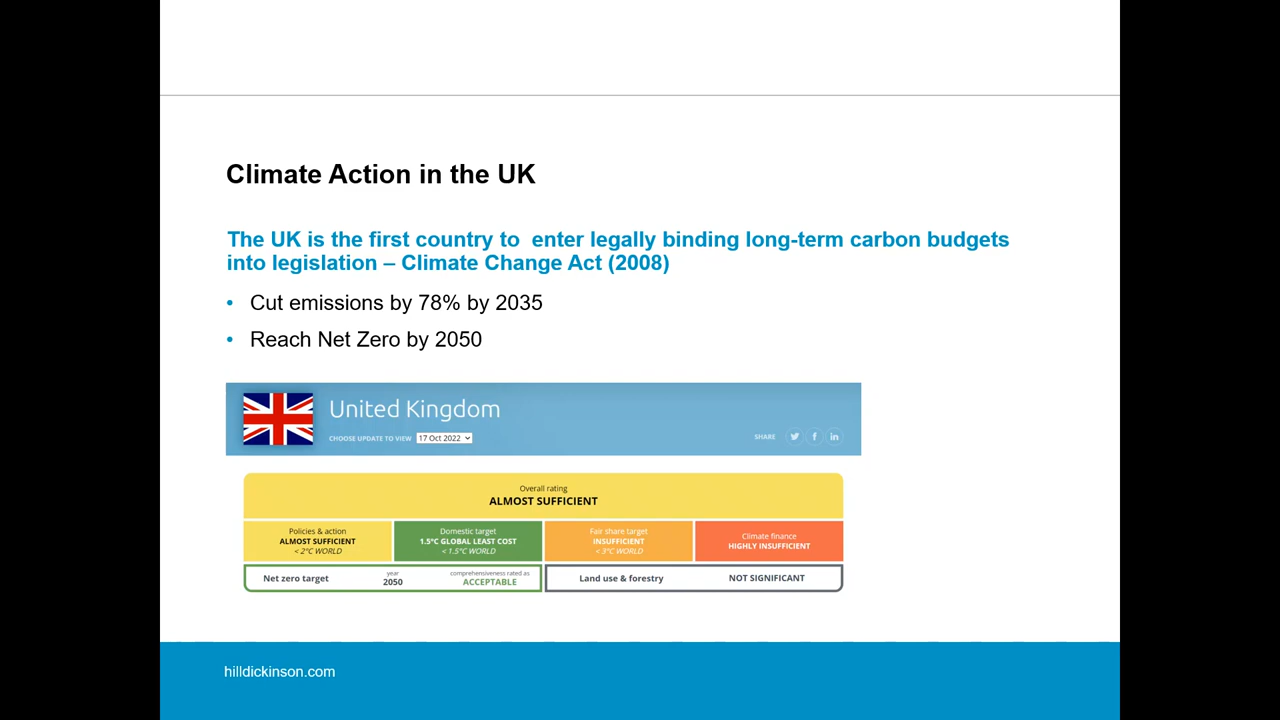 Climate Action in the UK
The UK is the first country to  enter legally binding long-term carbon budgets
into legislation – Climate Change Act (2008)
• Cut emissions by 78% by 2035
• Reach Net Zero by 2050
United Kingdom
CHOOSE UPDATE TO VIEW 17 Oct 2022
SHARE
Overall rating
ALMOST SUFFICIENT
Policies & action
ALMOST SUFFICIENT
< 2°C WORLD
Domestic target
1.5°C GLOBAL LEAST COST
< 1.5°C WORLD
Fair share target
INSUFFICIENT
< 3°C WORLD
Climate finance
HIGHLY INSUFFICIENT
Net zero target
year
2050
comprehensiveness rated as
ACCEPTABLE
Land use & forestry
NOT SIGNIFICANT
hilldickinson.com